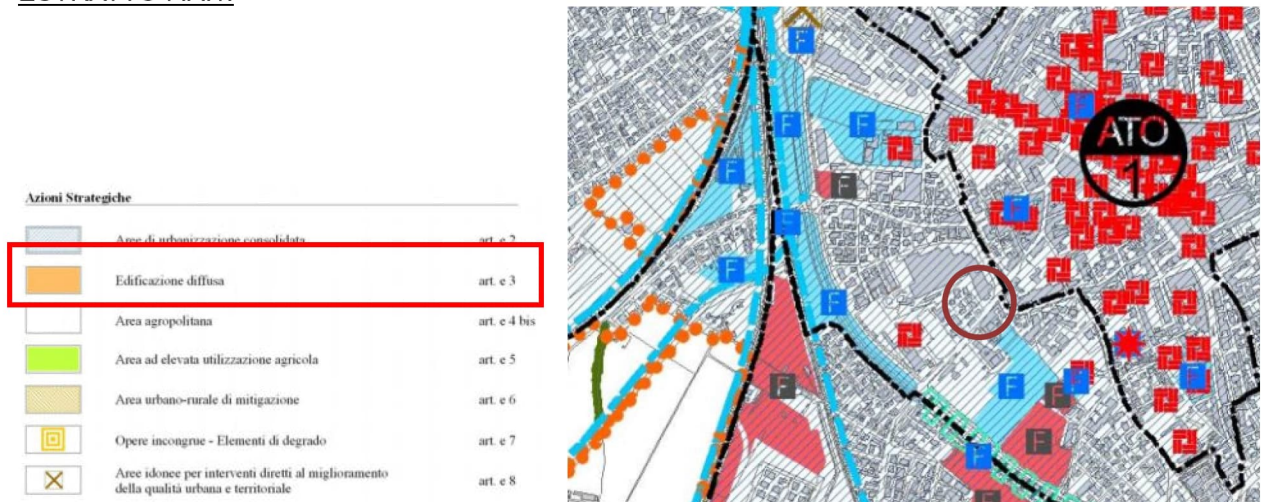 Azioni Strategiche
Aree di urbanizzazione consolidata art. e 2
Edificazione diffusa art. e 3
Area agropolitana art. e 4 bis
Area ad elevata utilizzazione agricola art. e 5
Area urbano-rurale di mitigazione art. e 6
Opere incongrue - Elementi di degrado art. e 7
Aree idonee per interventi diretti al miglioramento
della qualità urbana e territoriale art. e 8
F
F
F
F
F
F
ATO
1
F
F
F
F
F
F
F
F
F
F
F
F
F